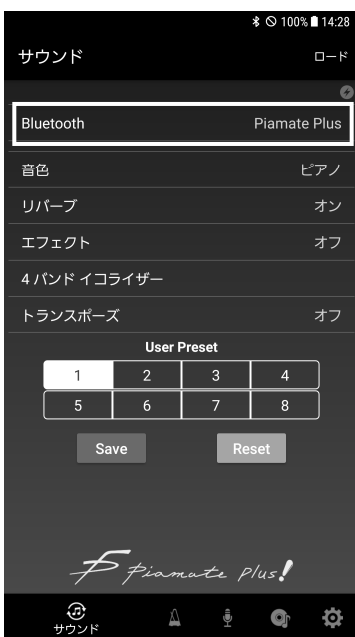 100% 14:28
サウンド ロード
Bluetooth Piamate Plus
音色 ピアノ
リバーブ オン
エフェクト オフ
4 バンド イコライザー
トランスポーズ オフ
User Preset
1 2 3 4
5 6 7 8
Save Reset
Piamate Plus!
サウンド